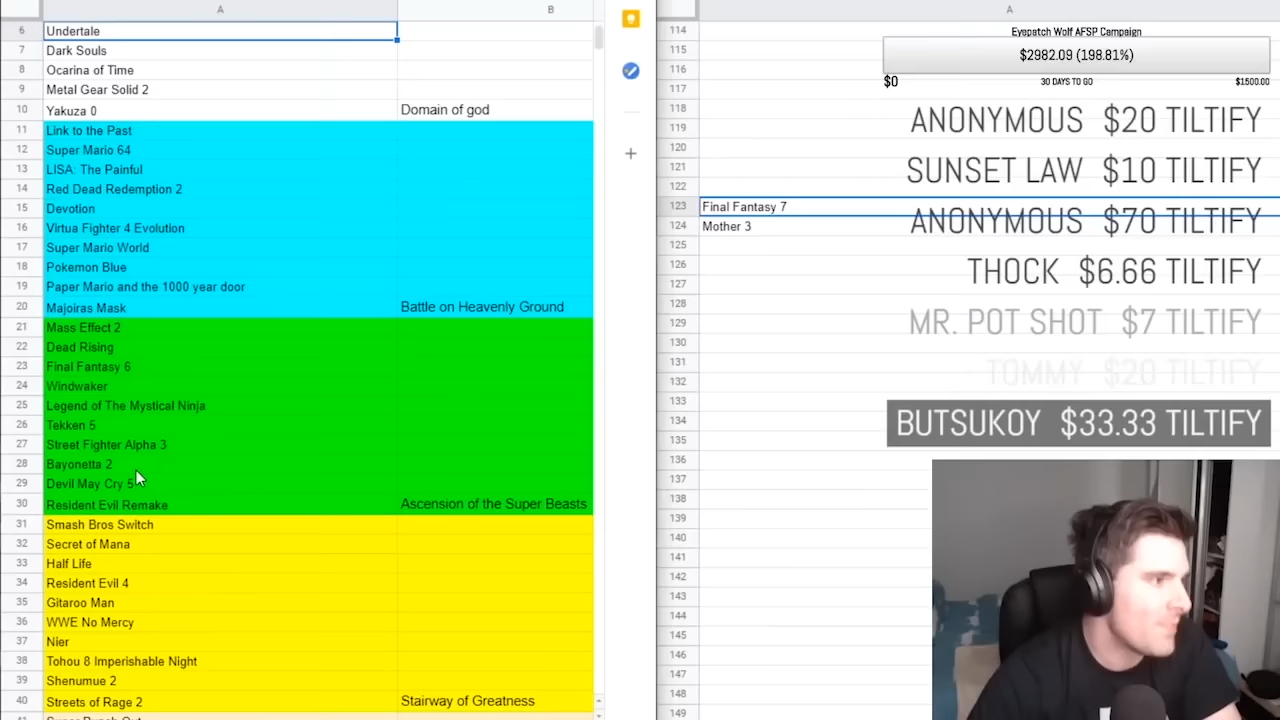 A
B
6 Undertale
7 Dark Souls
8 Ocarina of Time
9 Metal Gear Solid 2
10 Yakuza 0 Domain of god
11 Link to the Past
12 Super Mario 64
13 LISA: The Painful
14 Red Dead Redemption 2
15 Devotion
16 Virtua Fighter 4 Evolution
17 Super Mario World
18 Pokemon Blue
19 Paper Mario and the 1000 year door
20 Majoiras Mask Battle on Heavenly Ground
21 Mass Effect 2
22 Dead Rising
23 Final Fantasy 6
24 Windwaker
25 Legend of The Mystical Ninja
26 Tekken 5
27 Street Fighter Alpha 3
28 Bayonetta 2
29 Devil May Cry 5
30 Resident Evil Remake Ascension of the Super Beasts
31 Smash Bros Switch
32 Secret of Mana
33 Half Life
34 Resident Evil 4
35 Gitaroo Man
36 WWE No Mercy
37 Nier
38 Tohou 8 Imperishable Night
39 Shenumue 2
40 Streets of Rage 2 Stairway of Greatness
A
114
115
116
117
118
119
120
121
122
123 Final Fantasy 7
124 Mother 3
125
126
127
128
129
130
131
132
133
134
135
136
137
138
139
140
141
142
143
144
145
146
147
148
149
Eyepatch Wolf AFSP Campaign
$2982.09 (198.81%)
$0 30 DAYS TO GO $1500.00
ANONYMOUS $20 TILTIFY
SUNSET LAW $10 TILTIFY
ANONYMOUS $70 TILTIFY
THOCK $6.66 TILTIFY
MR. POT SHOT $7 TILTIFY
TOMMY $20 TILTIFY
BUTSUKOY $33.33 TILTIFY